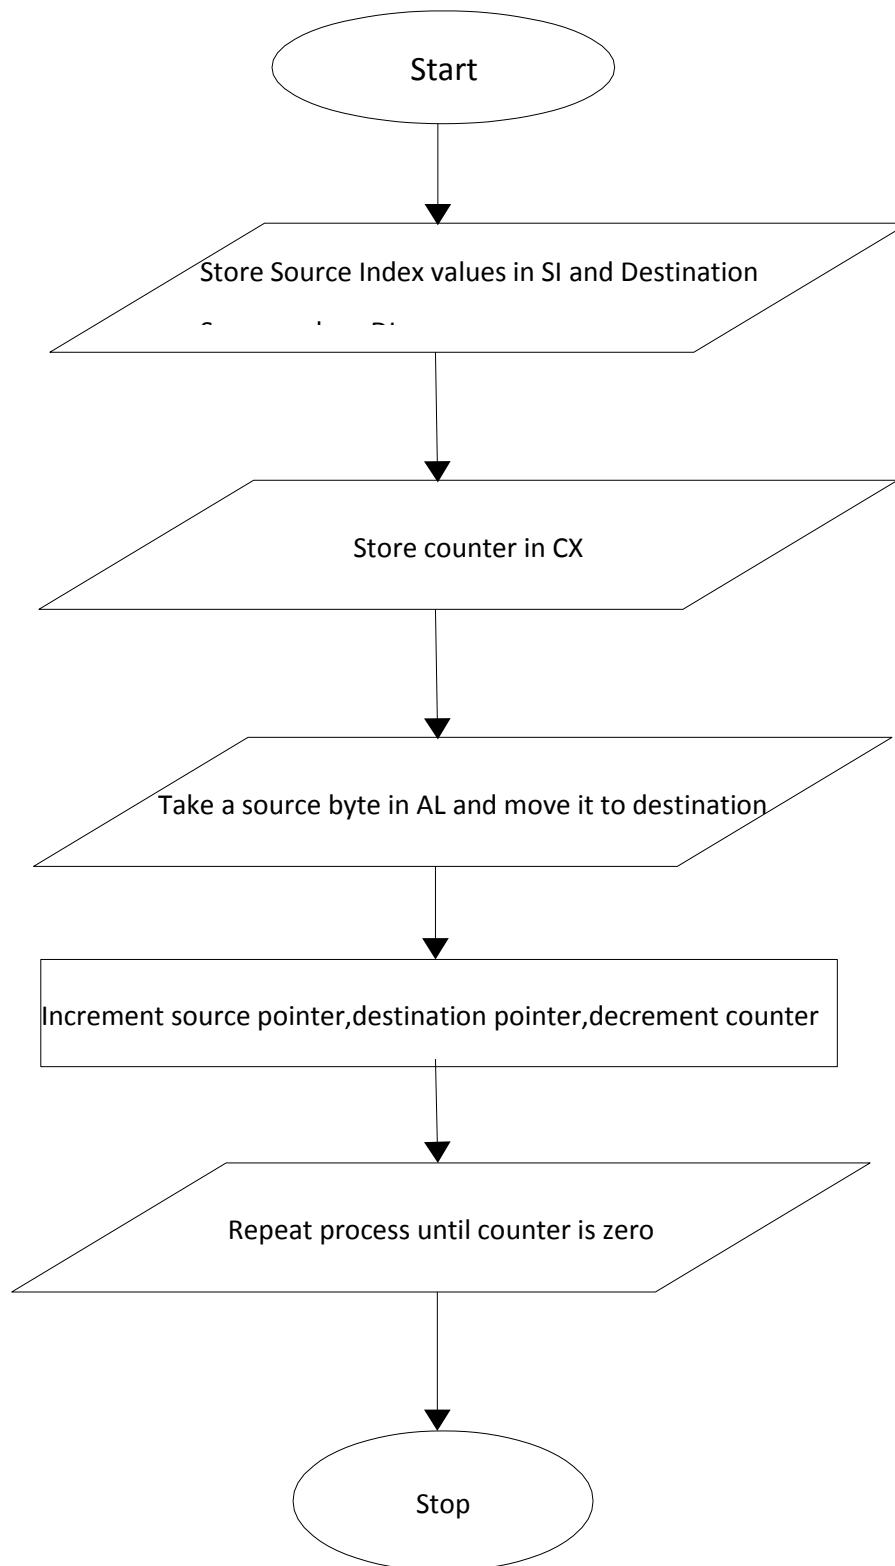 Start
Store Source Index values in SI and Destination
Store counter in CX
Take a source byte in AL and move it to destination
Increment source pointer,destination pointer,decrement counter
Repeat process until counter is zero
Stop